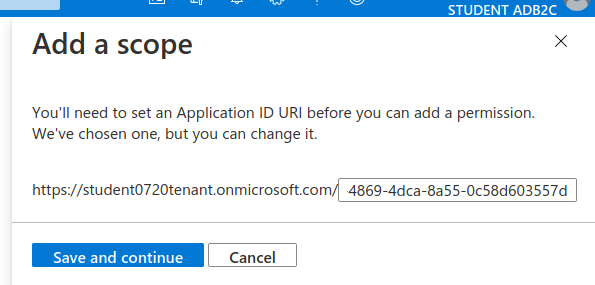 STUDENT ADB2C
Add a scope
You'll need to set an Application ID URI before you can add a permission.
We've chosen one, but you can change it.
https://student0720tenant.onmicrosoft.com/ -4869-4dca-8a55-0c58d603557d
Save and continue Cancel